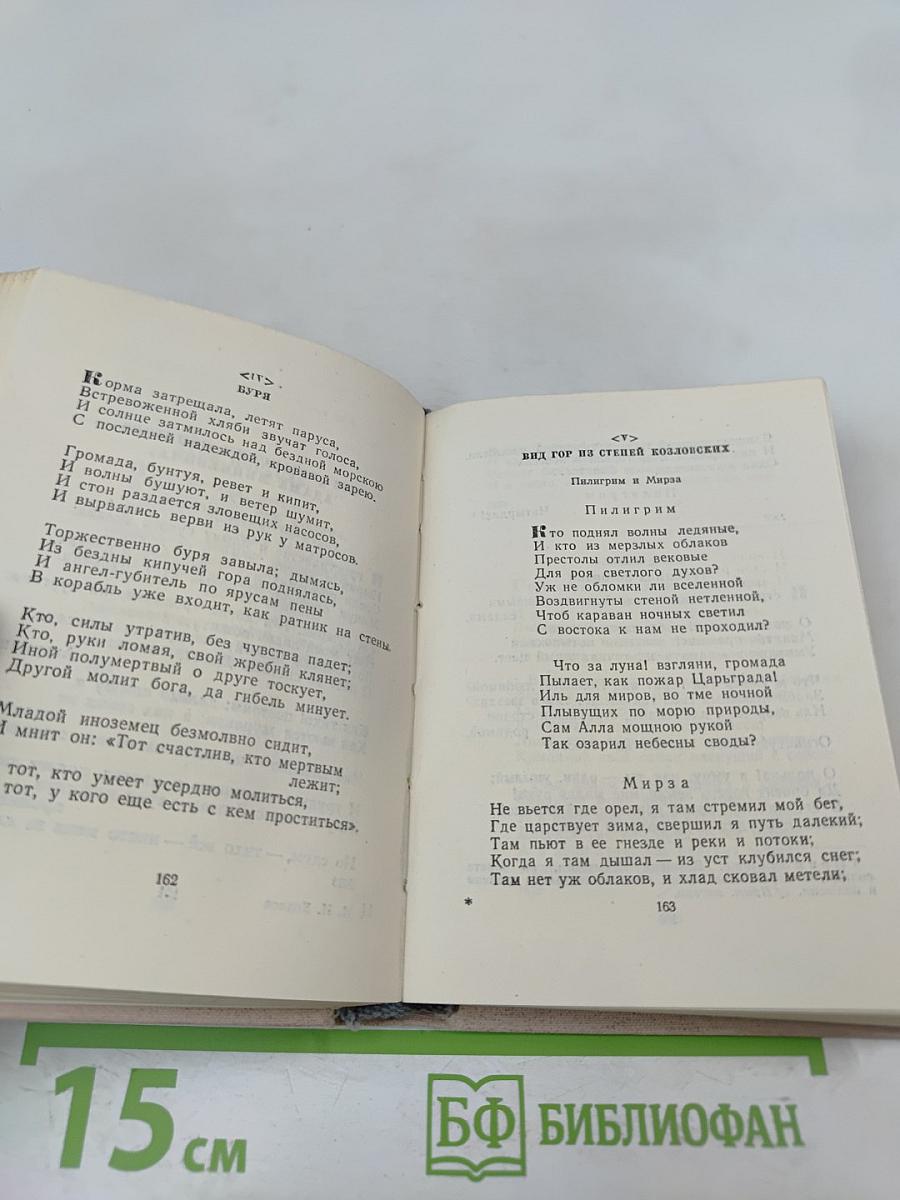 <IV>
БУРЯ
Корма затрещала, летят паруса,
Встревоженной хляби звучат голоса,
И солнце затмилось над бездной морскою
С последней надеждой, кровавой зарею.
Громада, бунтуя, ревет и кипит,
И волны бушуют, и ветер шумит,
И стон раздается зловещих насосов,
И вырвались верви из рук у матросов.
Торжественно буря завыла; дымясь,
Из бездны кипучей гора поднялась,
И ангел-губитель по ярусам пены
В корабль уже входит, как ратник на стены.
Кто, силы утратив, без чувства падет;
Кто, руки ломая, свой жребий клянет;
Иной полумертвый о друге тоскует,
Другой молит бога, да гибель минует.
Младой иноземец безмолвно сидит,
И мнит он: «Тот счастлив, кто мертвым
лежит;
тот, кто умеет усердно молиться,
тот, у кого еще есть с кем проститься».
162
<V>
ВИД ГОР ИЗ СТЕПЕЙ КОЗЛОВСКИХ
Пилигрим и Мирза
Пилигрим
Кто поднял волны ледяные,
И кто из мерзлых облаков
Престолы отлил вековые
Для роя светлого духов?
Уж не обломки ли вселенной
Воздвигнуты стеной нетленной,
Чтоб караван ночных светил
С востока к нам не проходил?
Что за луна! взгляни, громада
Пылает, как пожар Царьграда!
Иль для миров, во тме ночной
Плывущих по морю природы,
Сам Алла мощною рукой
Так озарил небесны своды?
Мирза
Не вьется где орел, я там стремил мой бег,
Где царствует зима, свершил я путь далекий;
Там пьют в ее гнезде и реки и потоки;
Когда я там дышал — из уст клубился снег;
Там нет уж облаков, и хлад сковал метели;
*
163
15 см
БФ БИБЛИОФАН